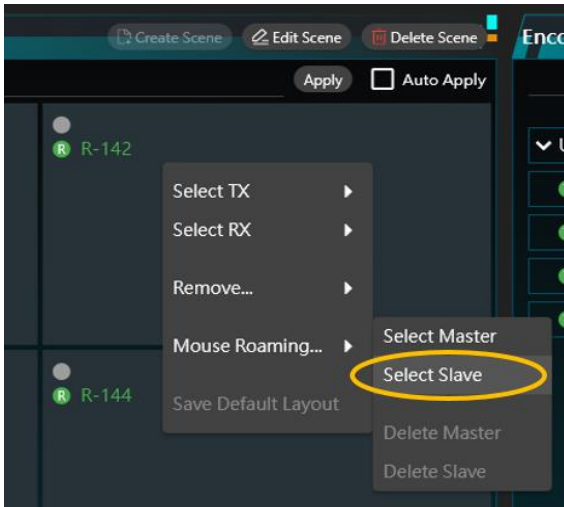 Create Scene Edit Scene Delete Scene
Apply Auto Apply
R R-142
Select TX
Select RX
Remove...
Mouse Roaming...
Save Default Layout
Select Master
Select Slave
Delete Master
Delete Slave
R R-144